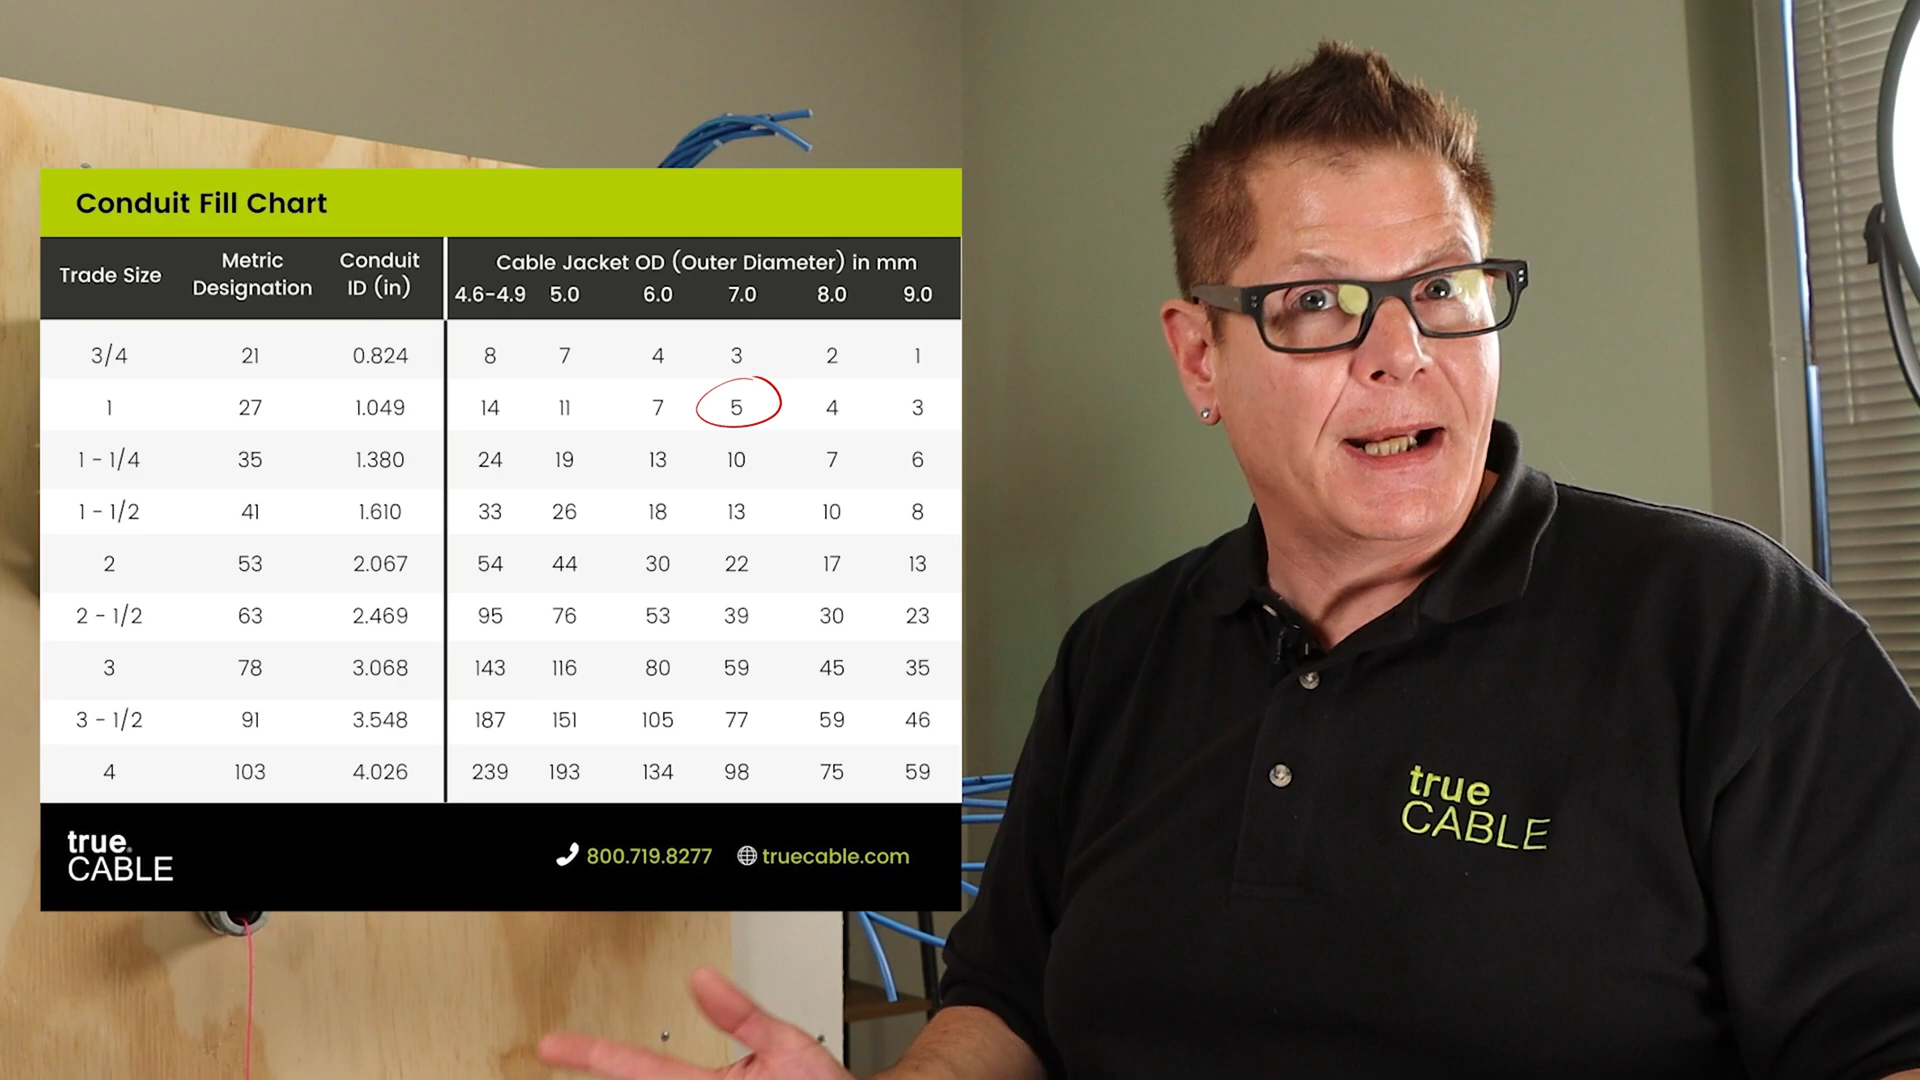 Conduit Fill Chart
Trade Size Metric Designation Conduit ID (in) Cable Jacket OD (Outer Diameter) in mm
4.6-4.9 5.0 6.0 7.0 8.0 9.0
3/4 21 0.824 8 7 4 3 2 1
1 27 1.049 14 11 7 5 4 3
1 - 1/4 35 1.380 24 19 13 10 7 6
1 - 1/2 41 1.610 33 26 18 13 10 8
2 53 2.067 54 44 30 22 17 13
2 - 1/2 63 2.469 95 76 53 39 30 23
3 78 3.068 143 116 80 59 45 35
3 - 1/2 91 3.548 187 151 105 77 59 46
4 103 4.026 239 193 134 98 75 59
true
CABLE
800.719.8277 truecable.com
true
CABLE